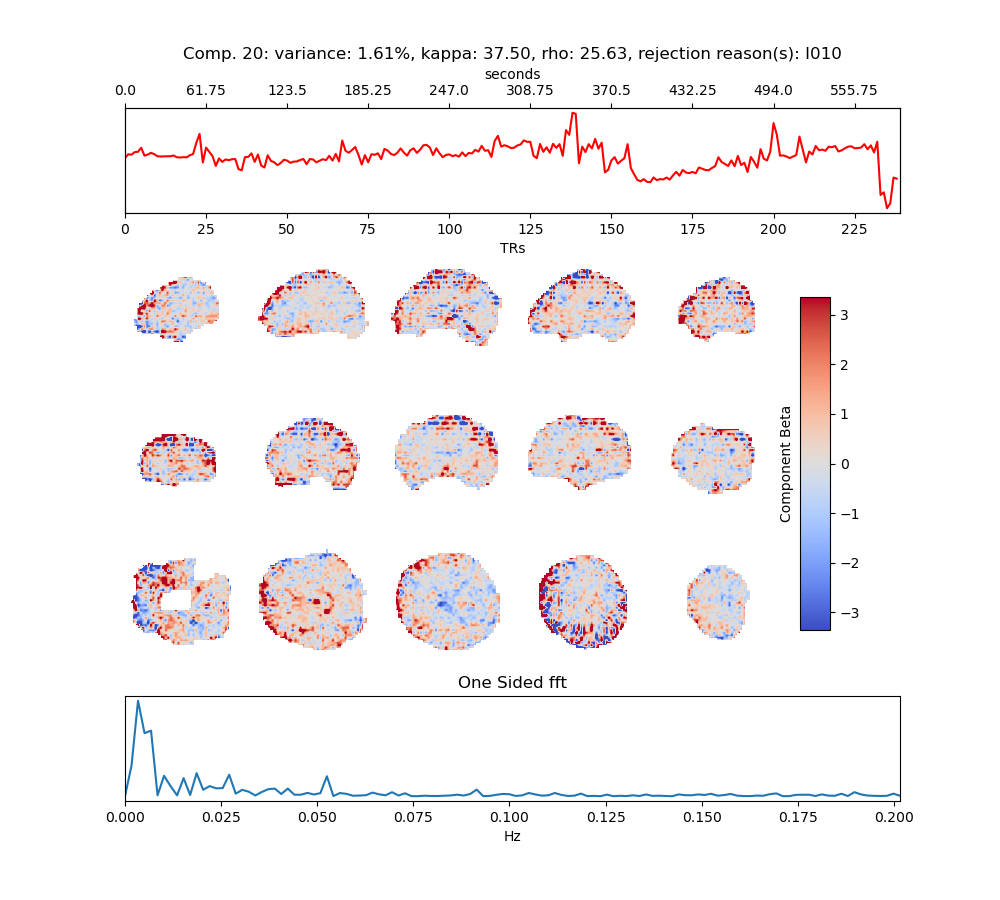 Comp. 20: variance: 1.61%, kappa: 37.50, rho: 25.63, rejection reason(s): I010
seconds
0.0 61.75 123.5 185.25 247.0 308.75 370.5 432.25 494.0 555.75
0 25 50 75 100 125 150 175 200 225
TRs
3
2
1
0
−1
−2
−3
Component Beta
One Sided fft
0.000 0.025 0.050 0.075 0.100 0.125 0.150 0.175 0.200
Hz